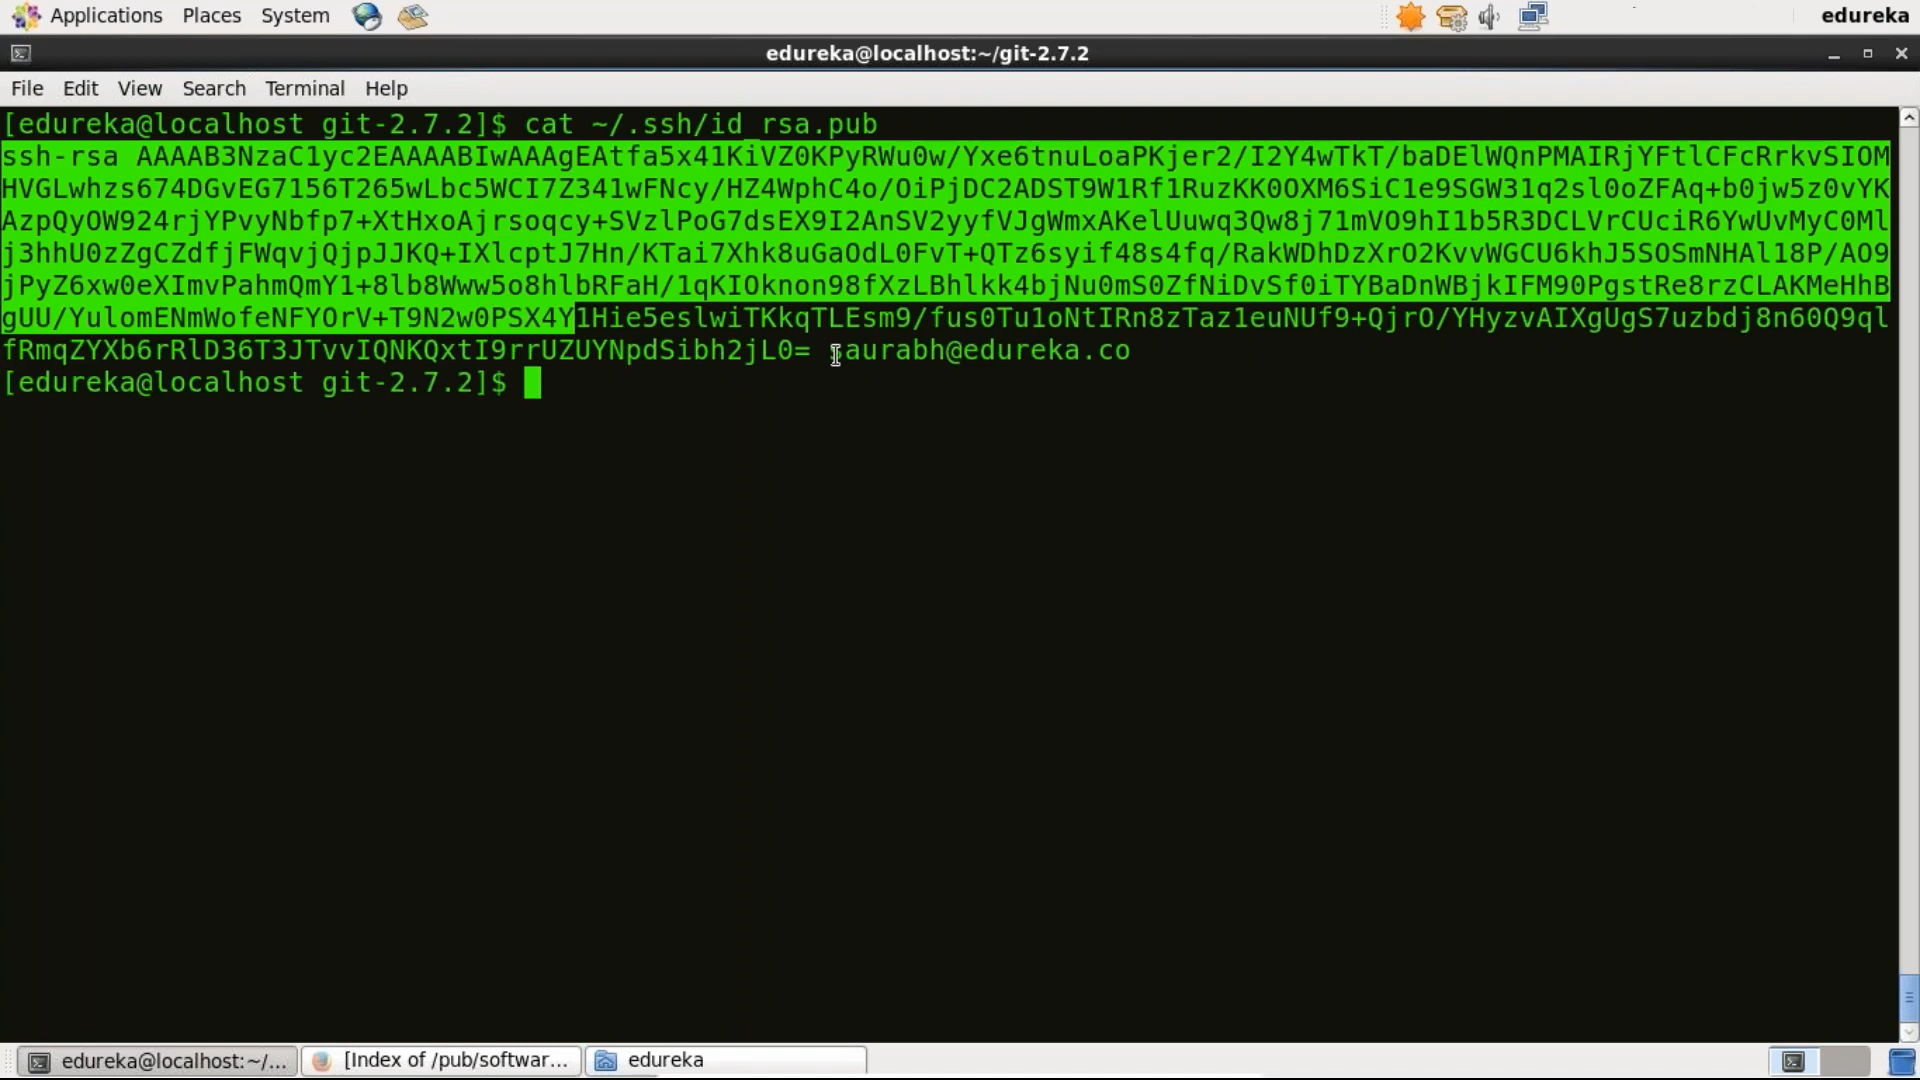 Applications Places System edureka
edureka@localhost:~/git-2.7.2
File Edit View Search Terminal Help
[edureka@localhost git-2.7.2]$ cat ~/.ssh/id_rsa.pub
ssh-rsa AAAAB3NzaC1yc2EAAAABIwAAAgEAtfa5x41KiVZ0KPyRWu0w/Yxe6tnuLoaPKjer2/I2Y4wTkT/baDElWQnPMAIRjYFtlCFcRrkvSIOM
HVGLwhzs674DGvEG7156T265wLbc5WCI7Z341wFNcy/HZ4WphC4o/OiPjDC2ADST9W1Rf1RuzKK0OXM6SiC1e9SGW31q2sl0oZFAq+b0jw5z0vYK
AzpQyOW924rjYPvyNbfp7+XtHxoAjrsoqcy+SVzlPoG7dsEX9I2AnSV2yyfVJgWmxAKelUuwq3Qw8j71mVO9hI1b5R3DCLVrCUciR6YwUvMyC0Ml
j3hhU0zZgCZdfjFWqvjQjpJJKQ+IXlcptJ7Hn/KTai7Xhk8uGaOdL0FvT+QTz6syif48s4fq/RakWDhDzXrO2KvvWGCU6khJ5SOSmNHAl18P/AO9
jPyZ6xw0eXImvPahmQmY1+8lb8Www5o8hlbRFaH/1qKIOknon98fXzLBhlkk4bjNu0mS0ZfNiDvSf0iTYBaDnWBjkIFM90PgstRe8rzCLAKMeHhB
gUU/YulomENmWofeNFYOrV+T9N2w0PSX4Y1Hie5eslwiTKkqTLEsm9/fus0Tu1oNtIRn8zTaz1euNUf9+QjrO/YHyzvAIXgUgS7uzbdj8n60Q9ql
fRmqZYXb6rRlD36T3JTvvIQNKQxtI9rrUZUYNpdSibh2jL0= saurabh@edureka.co
[edureka@localhost git-2.7.2]$
edureka@localhost:~/... [Index of /pub/softwar... edureka